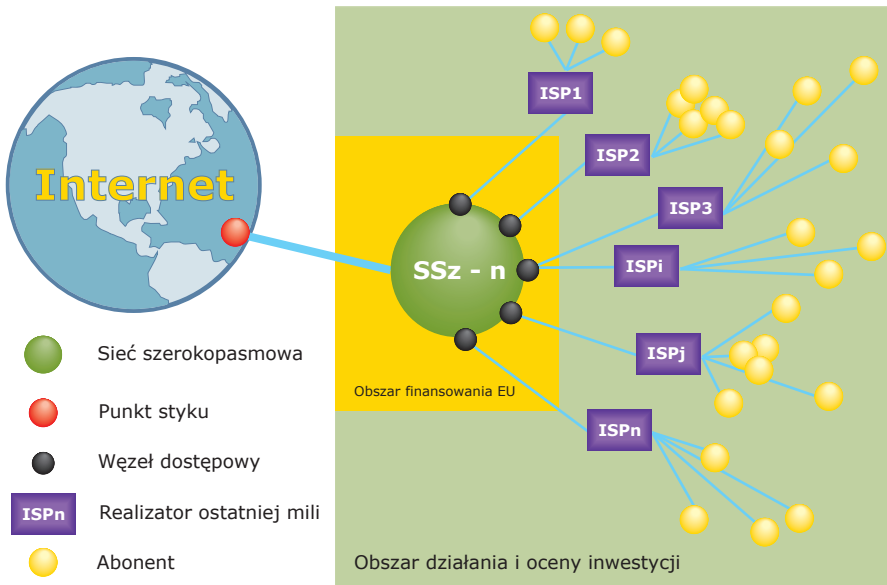 Internet
SSz - n
ISP1
ISP2
ISP3
ISPi
ISPj
ISPn
Obszar finansowania EU
Obszar działania i oceny inwestycji
Sieć szerokopasmowa
Punkt styku
Węzeł dostępowy
ISPn Realizator ostatniej mili
Abonent